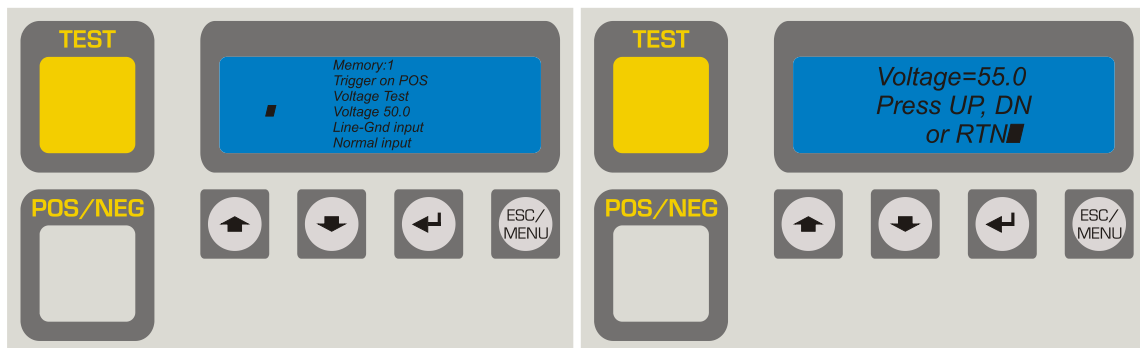 TEST
Memory:1
Trigger on POS
Voltage Test
Voltage 50.0
Line-Gnd input
Normal input
POS/NEG
ESC/
MENU
TEST
Voltage=55.0
Press UP, DN
or RTN
POS/NEG
ESC/
MENU